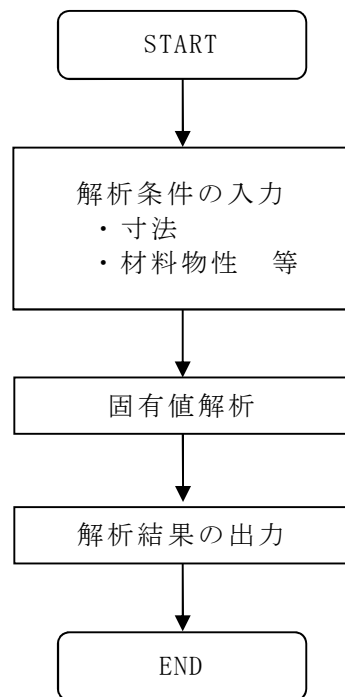 START
解析条件の入力
・寸法
・材料物性　等
固有値解析
解析結果の出力
END